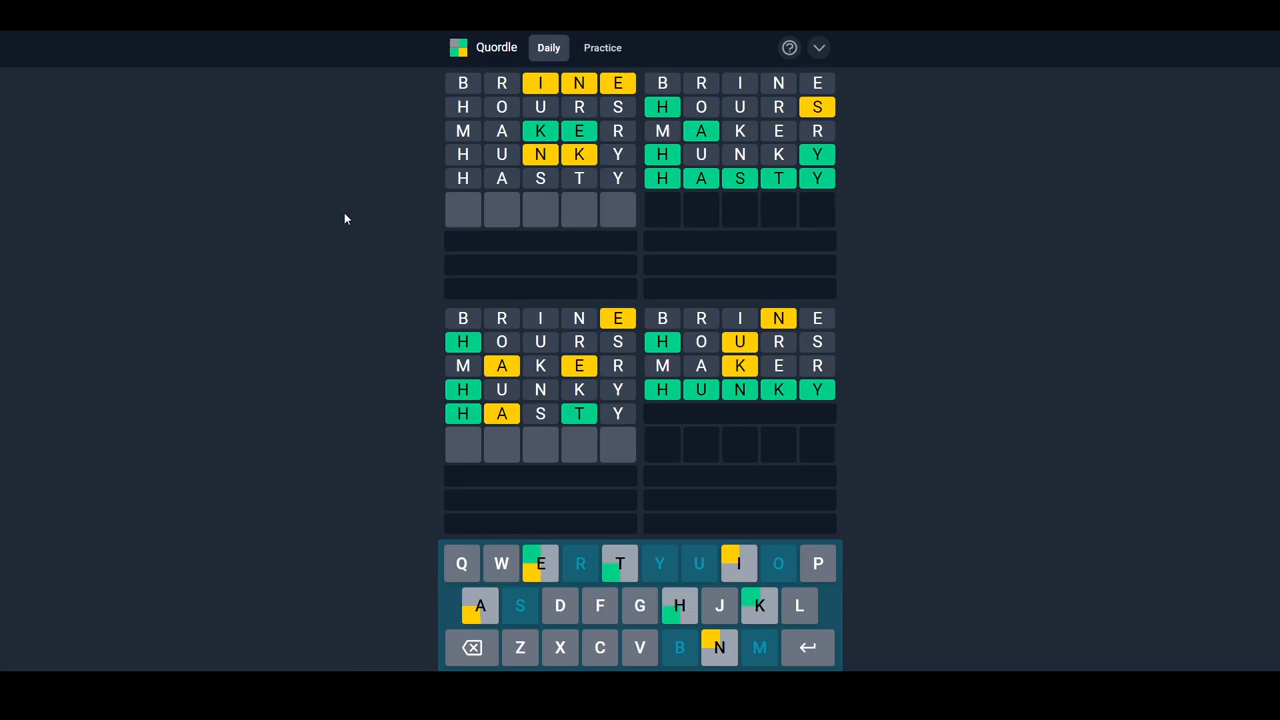 Quordle Daily Practice ?
B R I N E B R I N E
H O U R S H O U R S
M A K E R M A K E R
H U N K Y H U N K Y
H A S T Y H A S T Y
B R I N E B R I N E
H O U R S H O U R S
M A K E R M A K E R
H U N K Y H U N K Y
H A S T Y
Q W E R T Y U I O P
A S D F G H J K L
Z X C V B N M